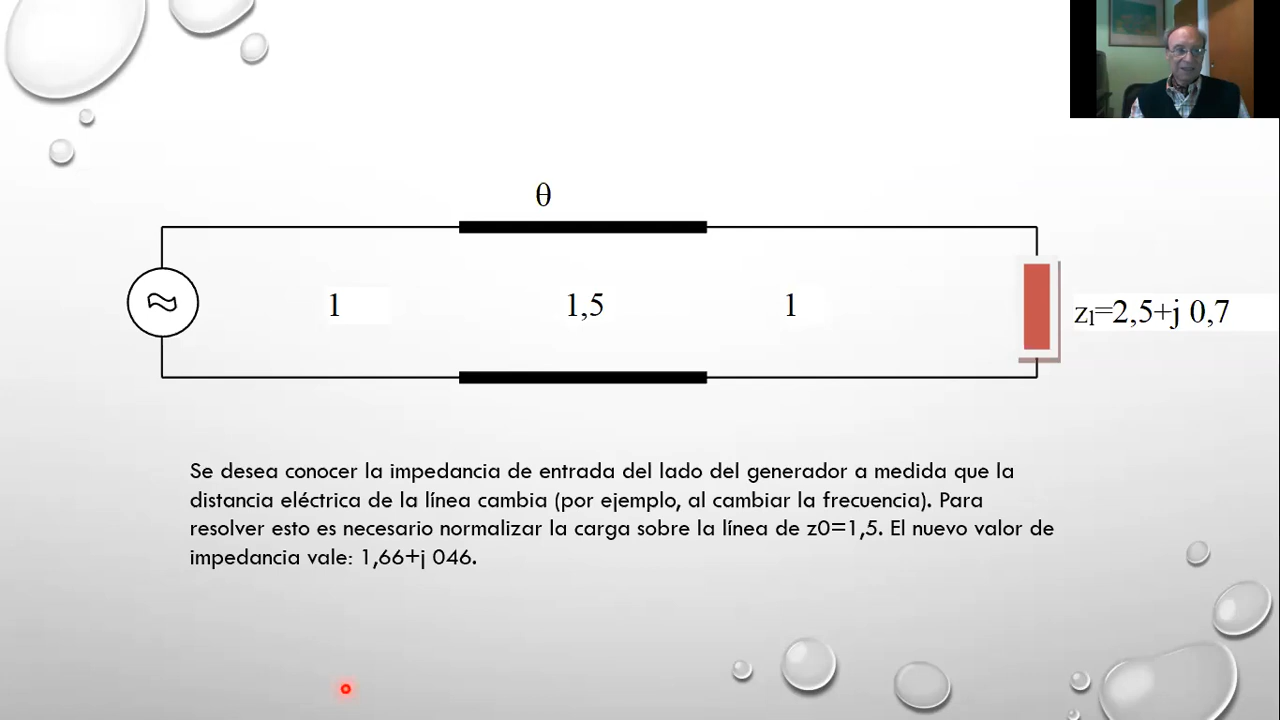 θ
1
1,5
1
zl=2,5+j 0,7
Se desea conocer la impedancia de entrada del lado del generador a medida que la
distancia eléctrica de la línea cambia (por ejemplo, al cambiar la frecuencia). Para
resolver esto es necesario normalizar la carga sobre la línea de z0=1,5. El nuevo valor de
impedancia vale: 1,66+j 046.